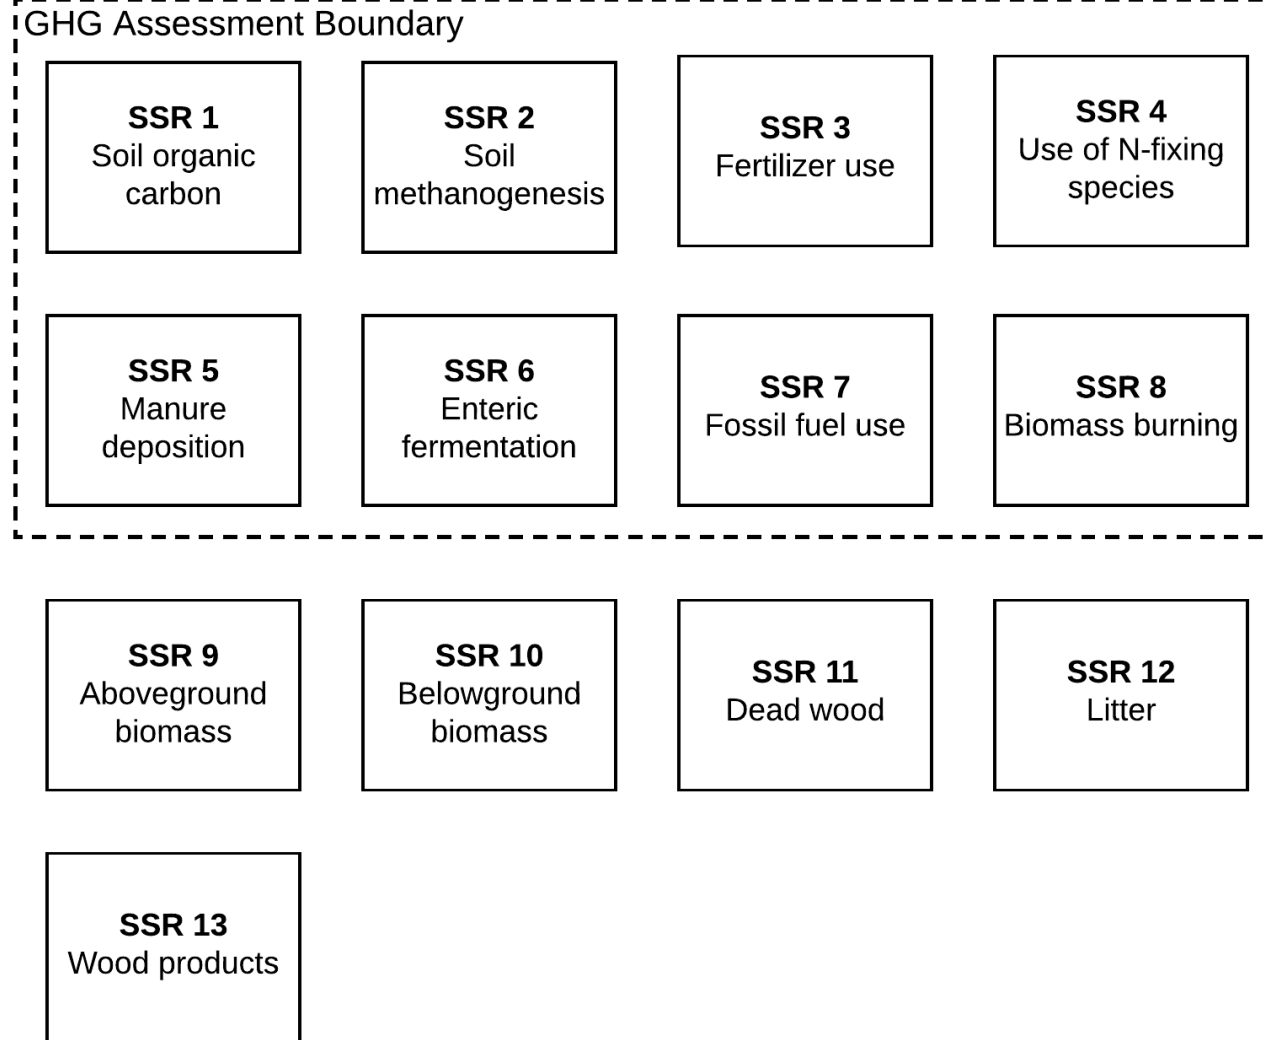 GHG Assessment Boundary
SSR 1
Soil organic
carbon
SSR 2
Soil
methanogenesis
SSR 3
Fertilizer use
SSR 4
Use of N-fixing
species
SSR 5
Manure
deposition
SSR 6
Enteric
fermentation
SSR 7
Fossil fuel use
SSR 8
Biomass burning
SSR 9
Aboveground
biomass
SSR 10
Belowground
biomass
SSR 11
Dead wood
SSR 12
Litter
SSR 13
Wood products